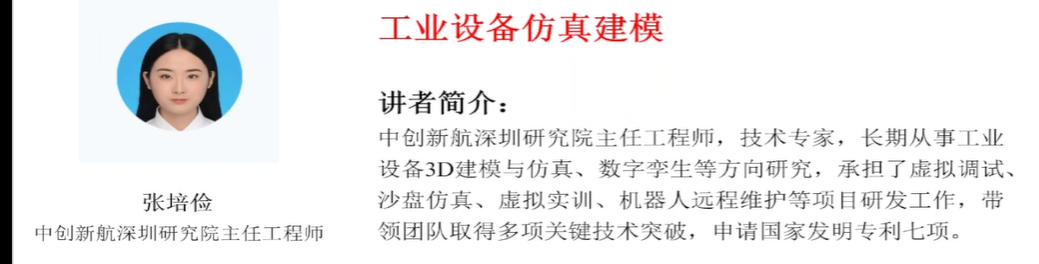 工业设备仿真建模
讲者简介：
中创新航深圳研究院主任工程师，技术专家，长期从事工业
设备3D建模与仿真、数字孪生等方向研究，承担了虚拟调试、
沙盘仿真、虚拟实训、机器人远程维护等项目研发工作，带
领团队取得多项关键技术突破，申请国家发明专利七项。
张培俭
中创新航深圳研究院主任工程师